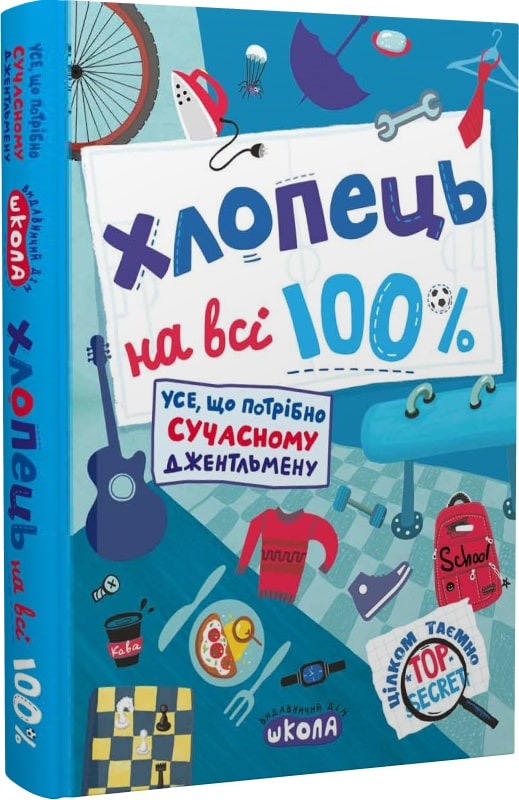 УСЕ, ЩО ПОТРІБНО
СУЧАСНОМУ
ДЖЕНТЛЬМЕНУ
ВИДАВНИЧИЙ ДІМ
ШКОЛА
ХЛОПЕЦЬ
на всі
100%
ХЛОПЕЦЬ
на всі 100%
УСЕ, ЩО ПОТРІБНО
СУЧАСНОМУ
ДЖЕНТЛЬМЕНУ
School
Кава
ЦІЛКОМ ТАЄМНО
TOP
SECRET
ВИДАВНИЧИЙ ДІМ
ШКОЛА